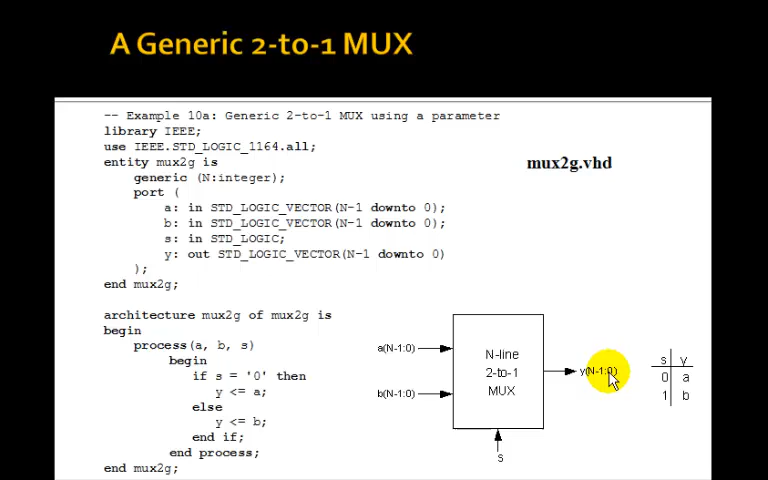 A Generic 2-to-1 MUX
-- Example 10a: Generic 2-to-1 MUX using a parameter
library IEEE;
use IEEE.STD_LOGIC_1164.all;
entity mux2g is
generic (N:integer);
port (
a: in STD_LOGIC_VECTOR(N-1 downto 0);
b: in STD_LOGIC_VECTOR(N-1 downto 0);
s: in STD_LOGIC;
y: out STD_LOGIC_VECTOR(N-1 downto 0)
);
end mux2g;
mux2g.vhd
architecture mux2g of mux2g is
begin
process(a, b, s)
begin
if s = '0' then
y <= a;
else
y <= b;
end if;
end process;
end mux2g;
a(N-1:0)
b(N-1:0)
N-line
2-to-1
MUX
s
y(N-1:0)
s y
0 a
1 b